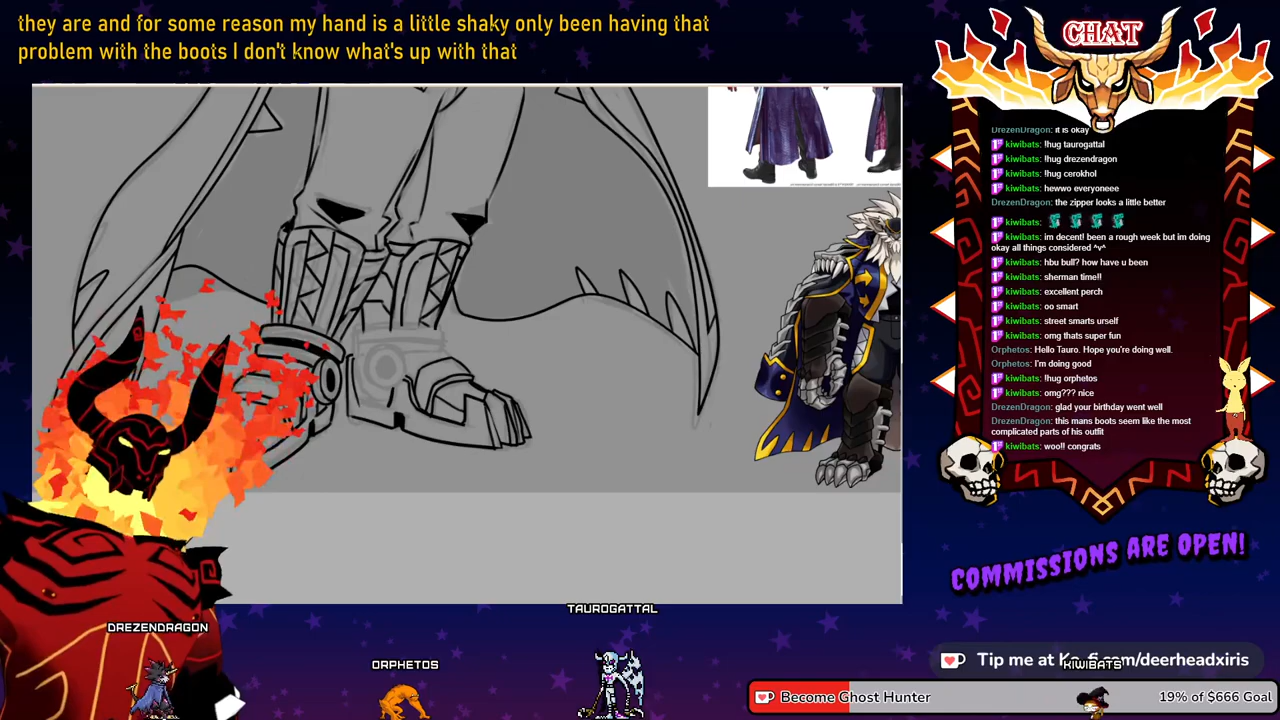 they are and for some reason my hand is a little shaky only been having that
problem with the boots I don't know what's up with that
CHAT
DrezenDragon: it is okay
kiwibats: !hug taurogattal
kiwibats: !hug drezendragon
kiwibats: !hug cerokhol
kiwibats: hewwo everyoneee
DrezenDragon: the zipper looks a little better
kiwibats:
kiwibats: im decent! been a rough week but im doing
okay all things considered ^v^
kiwibats: hbu bull? how have u been
kiwibats: sherman time!!
kiwibats: excellent perch
kiwibats: oo smart
kiwibats: street smarts urself
kiwibats: omg thats super fun
Orphetos: Hello Tauro. Hope you're doing well.
Orphetos: I'm doing good
kiwibats: !hug orphetos
kiwibats: omg??? nice
DrezenDragon: glad your birthday went well
DrezenDragon: this mans boots seem like the most
complicated parts of his outfit
kiwibats: woo!! congrats
COMMISSIONS ARE OPEN!
TAUROGATTAL
DREZENDRAGON
ORPHETOS
KIWIBATS
Tip me at Ko-fi.com/deerheadxiris
Become Ghost Hunter
19% of $666 Goal